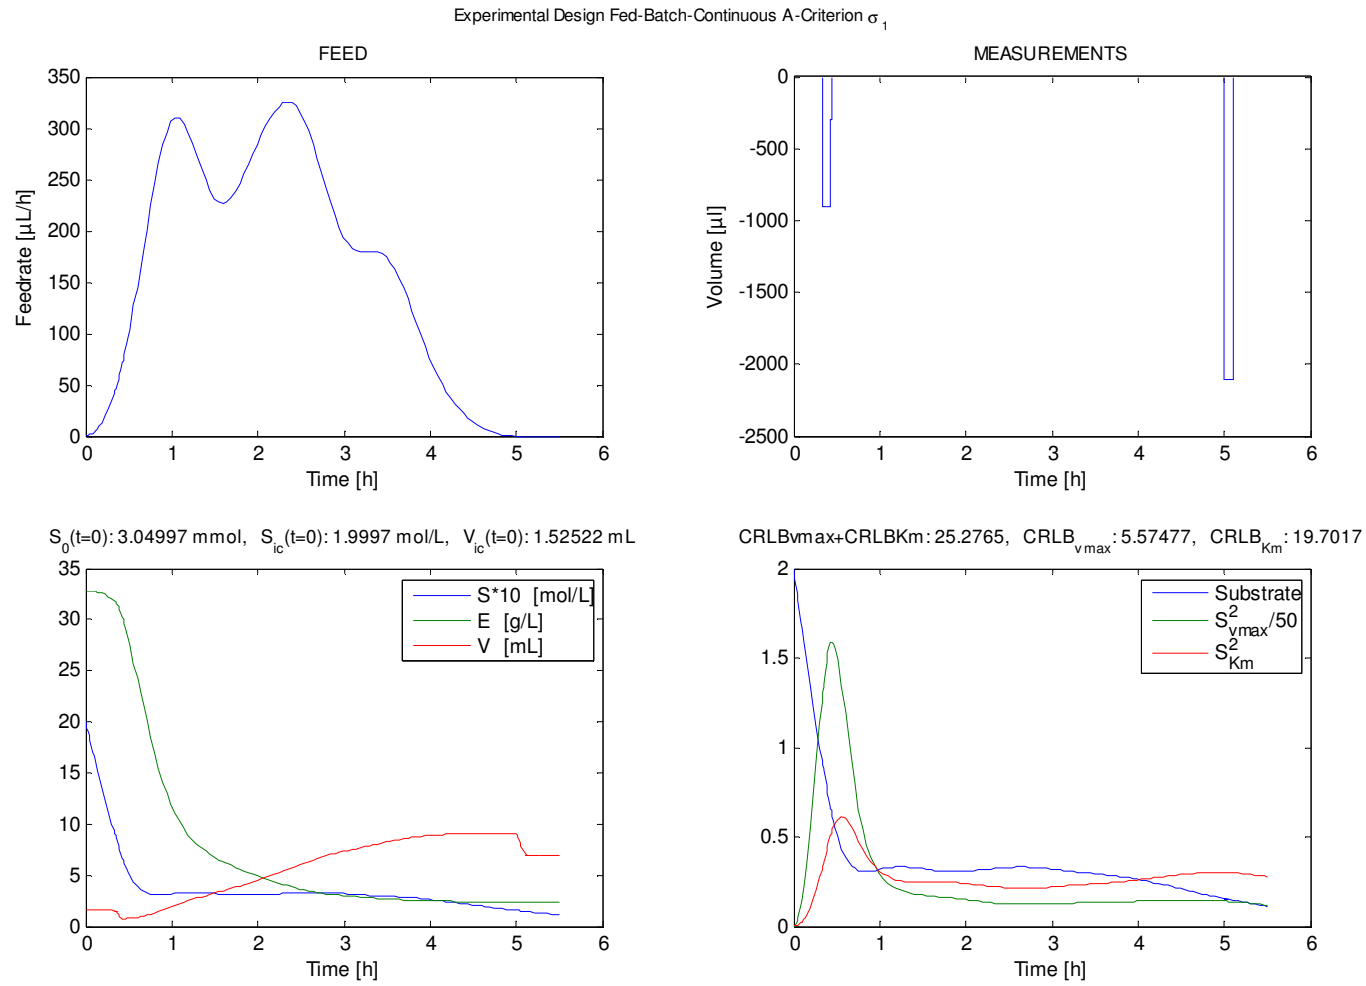 Experimental Design Fed-Batch-Continuous A-Criterion σ1
FEED
350
300
250
200
150
100
50
0
0 1 2 3 4 5 6
Feedrate [µL/h]
Time [h]
MEASUREMENTS
0
-500
-1000
-1500
-2000
-2500
0 1 2 3 4 5 6
Volume [µl]
Time [h]
S0(t=0): 3.04997 mmol, Sic(t=0): 1.9997 mol/L, Vic(t=0): 1.52522 mL
35
30
25
20
15
10
5
0
0 1 2 3 4 5 6
Time [h]
S*10 [mol/L]
E [g/L]
V [mL]
CRLBvmax+CRLBKm: 25.2765, CRLBvmax: 5.57477, CRLBKm: 19.7017
2
1.5
1
0.5
0
0 1 2 3 4 5 6
Time [h]
Substrate
S²vmax/50
S²Km